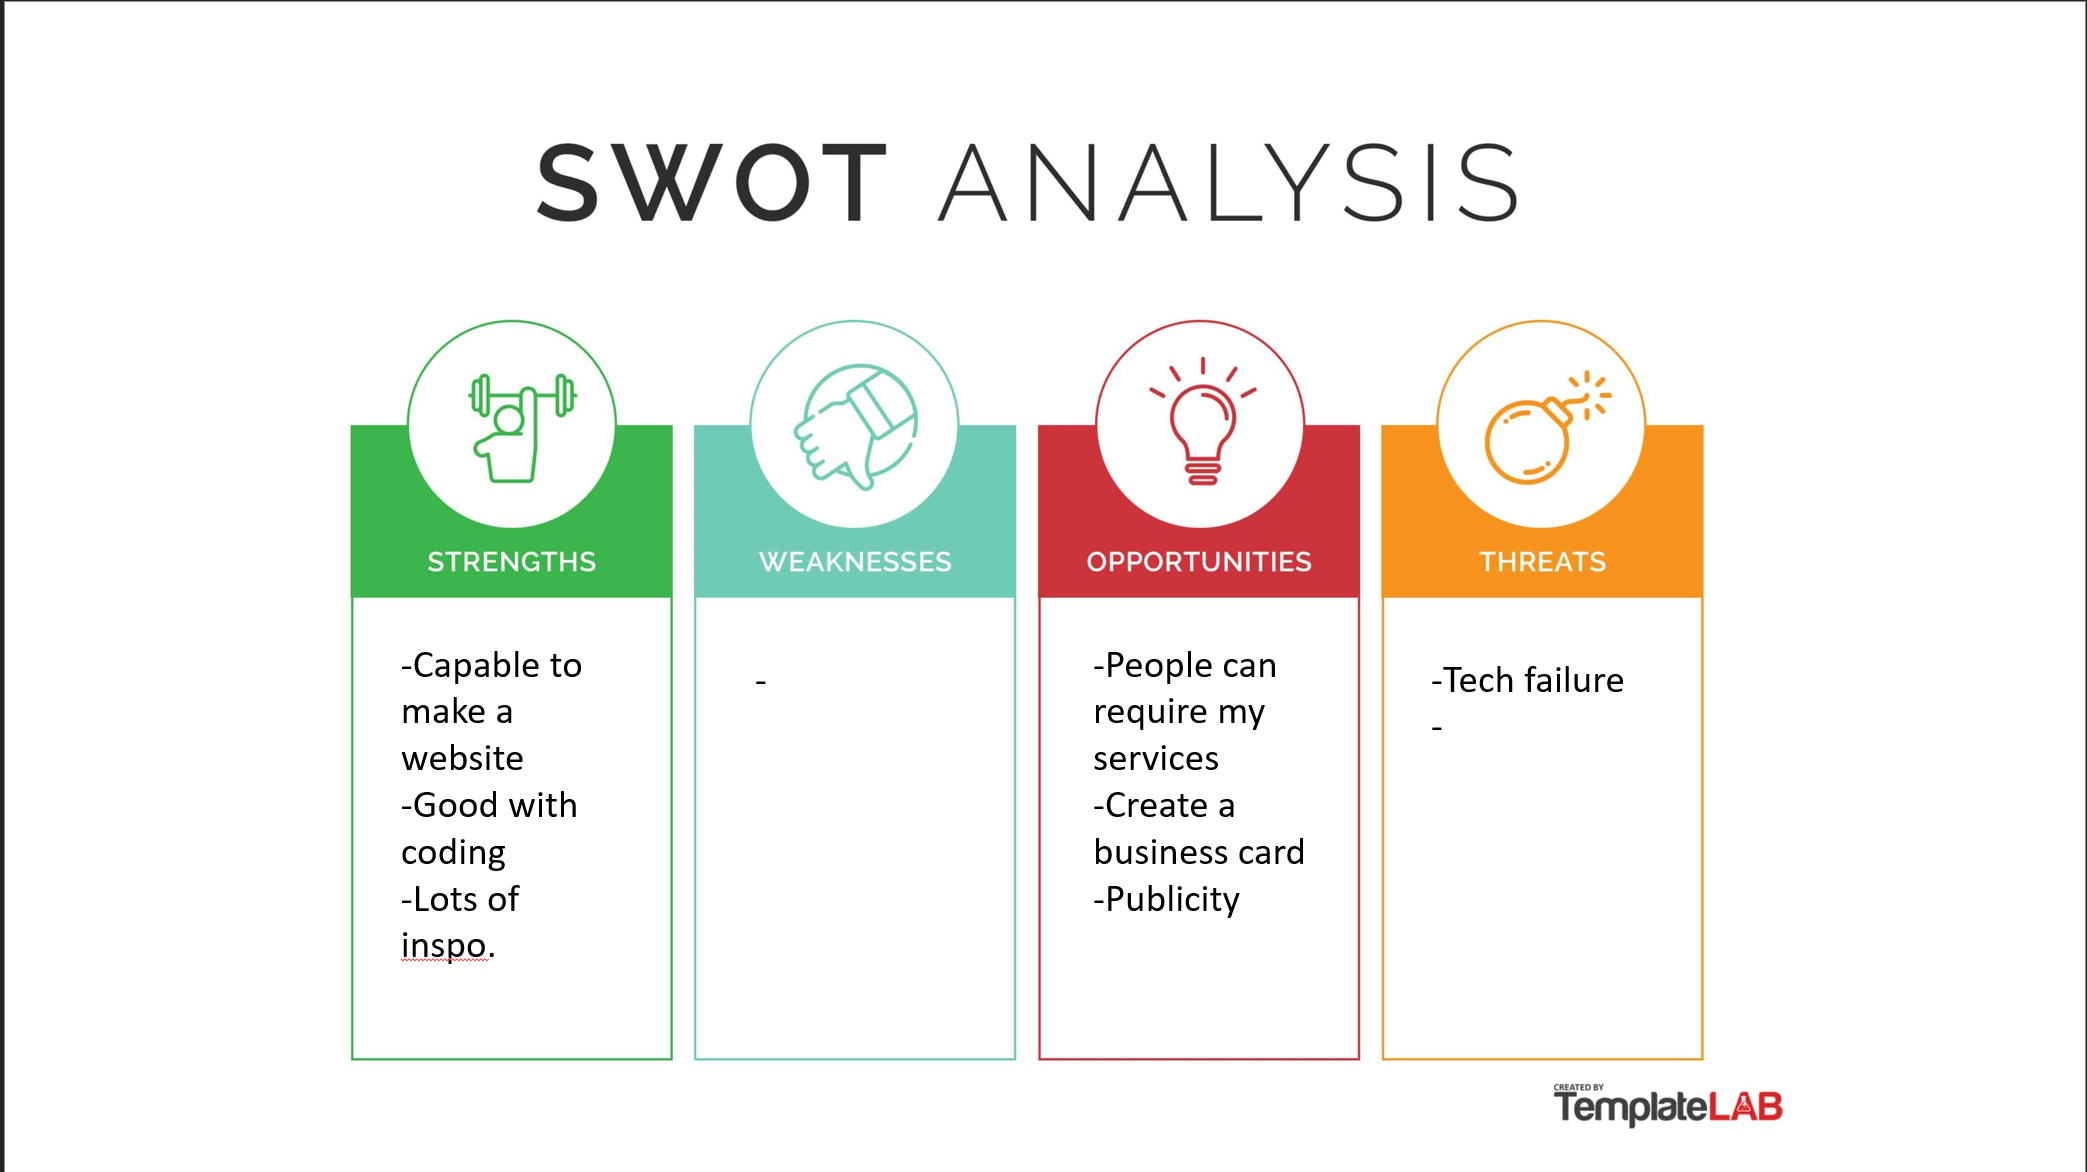 SWOT ANALYSIS
STRENGTHS
-Capable to
make a
website
-Good with
coding
-Lots of
inspo.
WEAKNESSES
-
OPPORTUNITIES
-People can
require my
services
-Create a
business card
-Publicity
THREATS
-Tech failure
-
CREATED BY
TemplateLAB